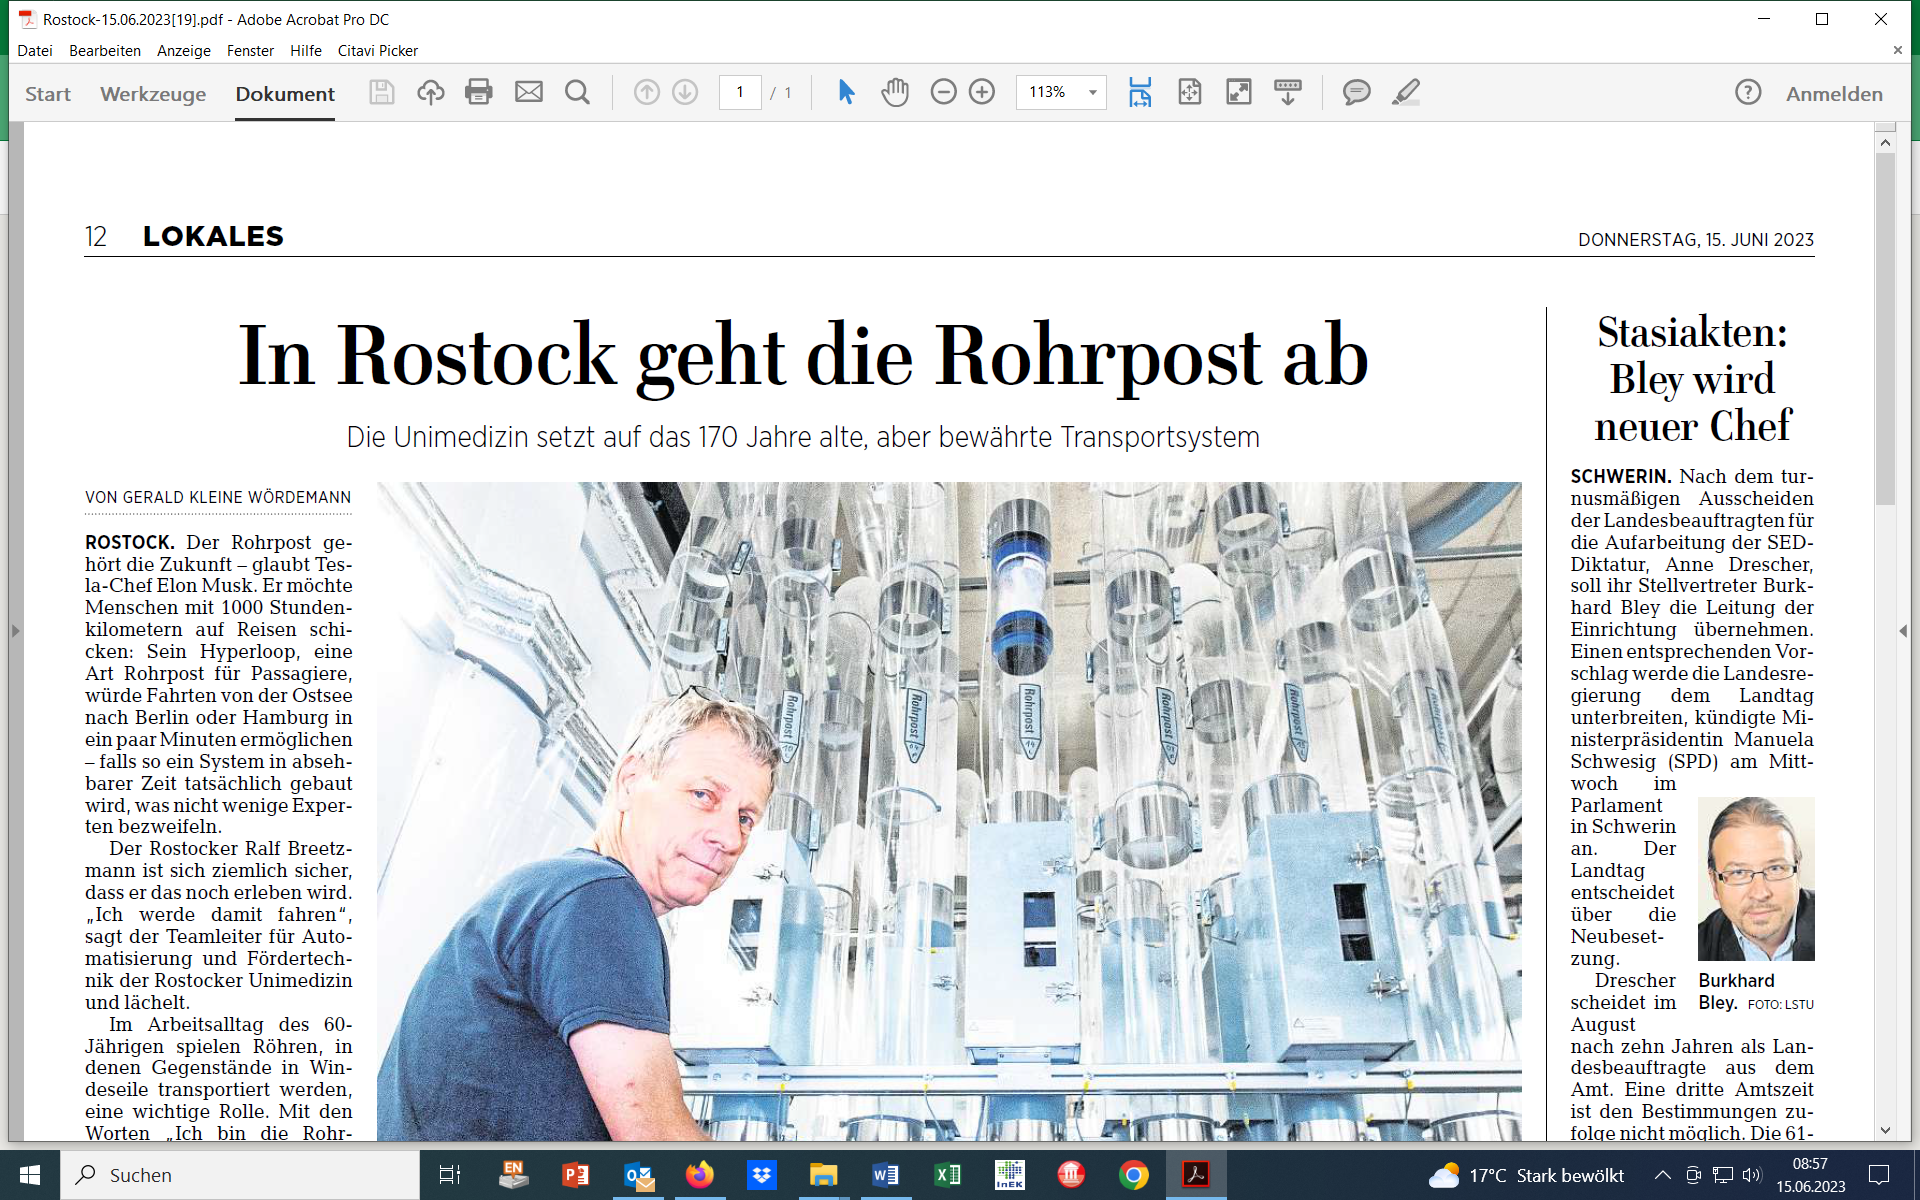 Rostock-15.06.2023[19].pdf - Adobe Acrobat Pro DC
Datei Bearbeiten Anzeige Fenster Hilfe Citavi Picker
Start Werkzeuge Dokument 1 / 1 113% Anmelden
12 LOKALES DONNERSTAG, 15. JUNI 2023
In Rostock geht die Rohrpost ab
Die Unimedizin setzt auf das 170 Jahre alte, aber bewährte Transportsystem
VON GERALD KLEINE WÖRDEMANN
ROSTOCK. Der Rohrpost ge-
hört die Zukunft – glaubt Tes-
la-Chef Elon Musk. Er möchte
Menschen mit 1000 Stunden-
kilometern auf Reisen schi-
cken: Sein Hyperloop, eine
Art Rohrpost für Passagiere,
würde Fahrten von der Ostsee
nach Berlin oder Hamburg in
ein paar Minuten ermöglichen
– falls so ein System in abseh-
barer Zeit tatsächlich gebaut
wird, was nicht wenige Exper-
ten bezweifeln.
Der Rostocker Ralf Breetz-
mann ist sich ziemlich sicher,
dass er das noch erleben wird.
„Ich werde damit fahren“,
sagt der Teamleiter für Auto-
matisierung und Fördertech-
nik der Rostocker Unimedizin
und lächelt.
Im Arbeitsalltag des 60-
Jährigen spielen Röhren, in
denen Gegenstände in Win-
deseile transportiert werden,
eine wichtige Rolle. Mit den
Worten „Ich bin die Rohr-
Rohrpost
Rohrpost
Rohrpost 14
Rohrpost
Rohrpost
Stasiakten:
Bley wird
neuer Chef
SCHWERIN. Nach dem tur-
nusmäßigen Ausscheiden
der Landesbeauftragten für
die Aufarbeitung der SED-
Diktatur, Anne Drescher,
soll ihr Stellvertreter Burk-
hard Bley die Leitung der
Einrichtung übernehmen.
Einen entsprechenden Vor-
schlag werde die Landesre-
gierung dem Landtag
unterbreiten, kündigte Mi-
nisterpräsidentin Manuela
Schwesig (SPD) am Mitt-
woch im
Parlament
in Schwerin
an. Der
Landtag
entscheidet
über die
Neubeset-
zung.
Drescher
scheidet im
August
nach zehn Jahren als Lan-
desbeauftragte aus dem
Amt. Eine dritte Amtszeit
ist den Bestimmungen zu-
folge nicht möglich. Die 61-
Burkhard
Bley. FOTO: LSTU
Suchen
EN
InEK
17°C Stark bewölkt
08:57
15.06.2023